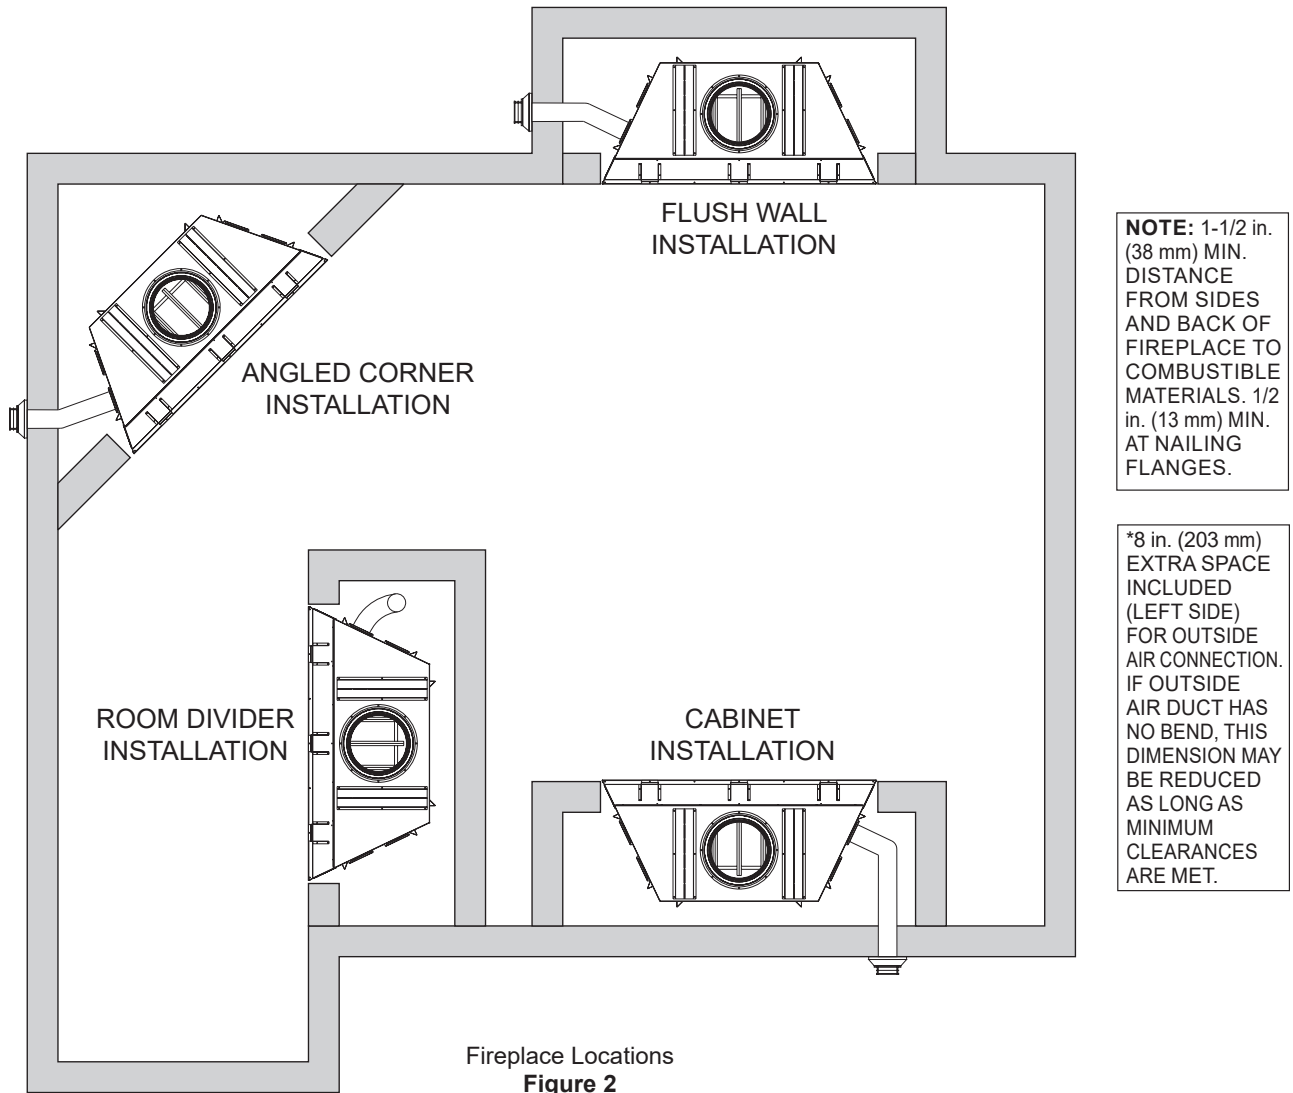 FLUSH WALL
INSTALLATION
NOTE: 1-1/2 in.
(38 mm) MIN.
DISTANCE
FROM SIDES
AND BACK OF
FIREPLACE TO
COMBUSTIBLE
MATERIALS. 1/2
in. (13 mm) MIN.
AT NAILING
FLANGES.
ANGLED CORNER
INSTALLATION
*8 in. (203 mm)
EXTRA SPACE
INCLUDED
(LEFT SIDE)
FOR OUTSIDE
AIR CONNECTION.
IF OUTSIDE
AIR DUCT HAS
NO BEND, THIS
DIMENSION MAY
BE REDUCED
AS LONG AS
MINIMUM
CLEARANCES
ARE MET.
ROOM DIVIDER
INSTALLATION
CABINET
INSTALLATION
Fireplace Locations
Figure 2